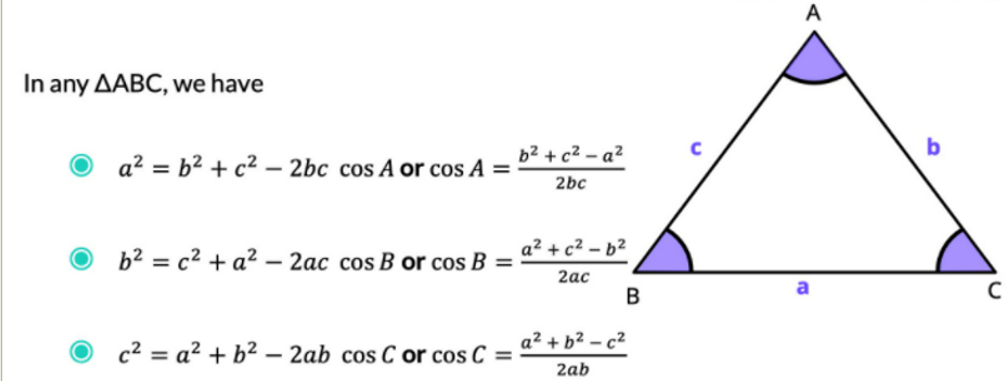 A
In any ΔABC, we have
a² = b² + c² – 2bc cos A or cos A = (b² + c² – a²)/2bc
c
b
b² = c² + a² – 2ac cos B or cos B = (a² + c² – b²)/2ac
B
a
C
c² = a² + b² – 2ab cos C or cos C = (a² + b² – c²)/2ab